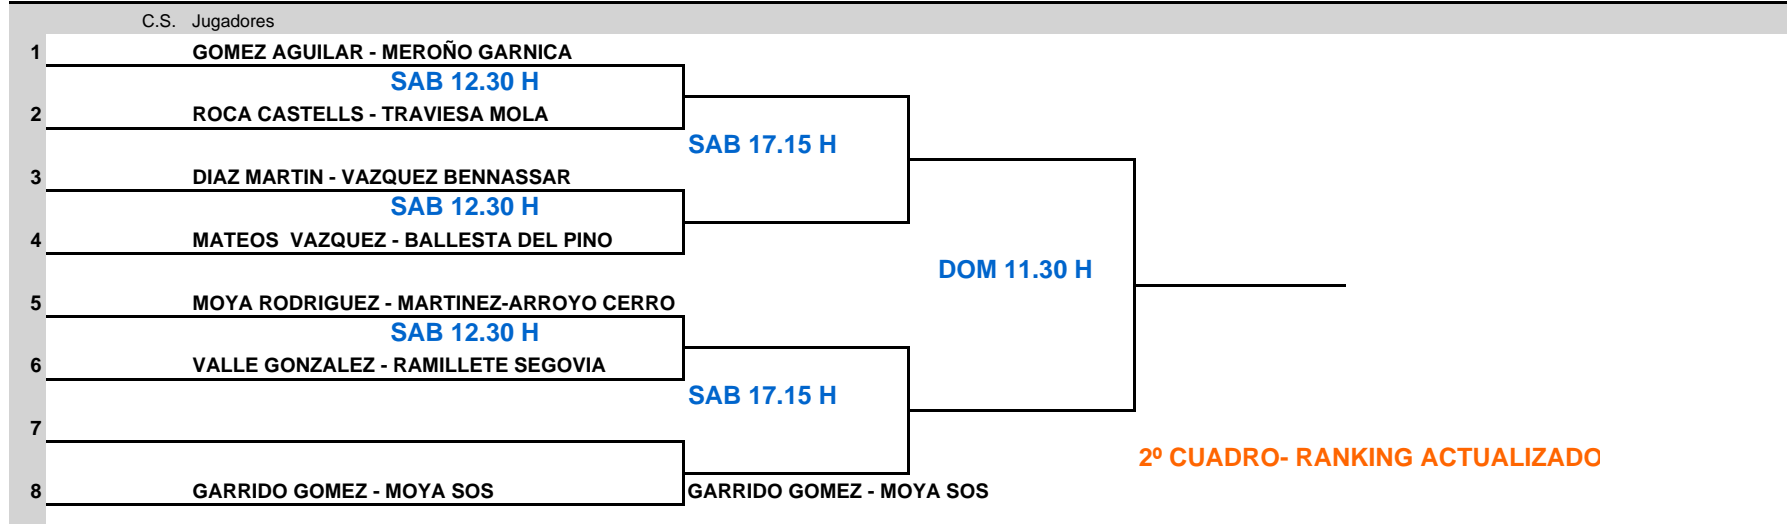 C.S. Jugadores
1 GOMEZ AGUILAR - MEROÑO GARNICA
SAB 12.30 H
2 ROCA CASTELLS - TRAVIESA MOLA
SAB 17.15 H
3 DIAZ MARTIN - VAZQUEZ BENNASSAR
SAB 12.30 H
4 MATEOS  VAZQUEZ - BALLESTA DEL PINO
DOM 11.30 H
5 MOYA RODRIGUEZ - MARTINEZ-ARROYO CERRO
SAB 12.30 H
6 VALLE GONZALEZ - RAMILLETE SEGOVIA
SAB 17.15 H
7
2º CUADRO- RANKING ACTUALIZADO
8 GARRIDO GOMEZ - MOYA SOS GARRIDO GOMEZ - MOYA SOS